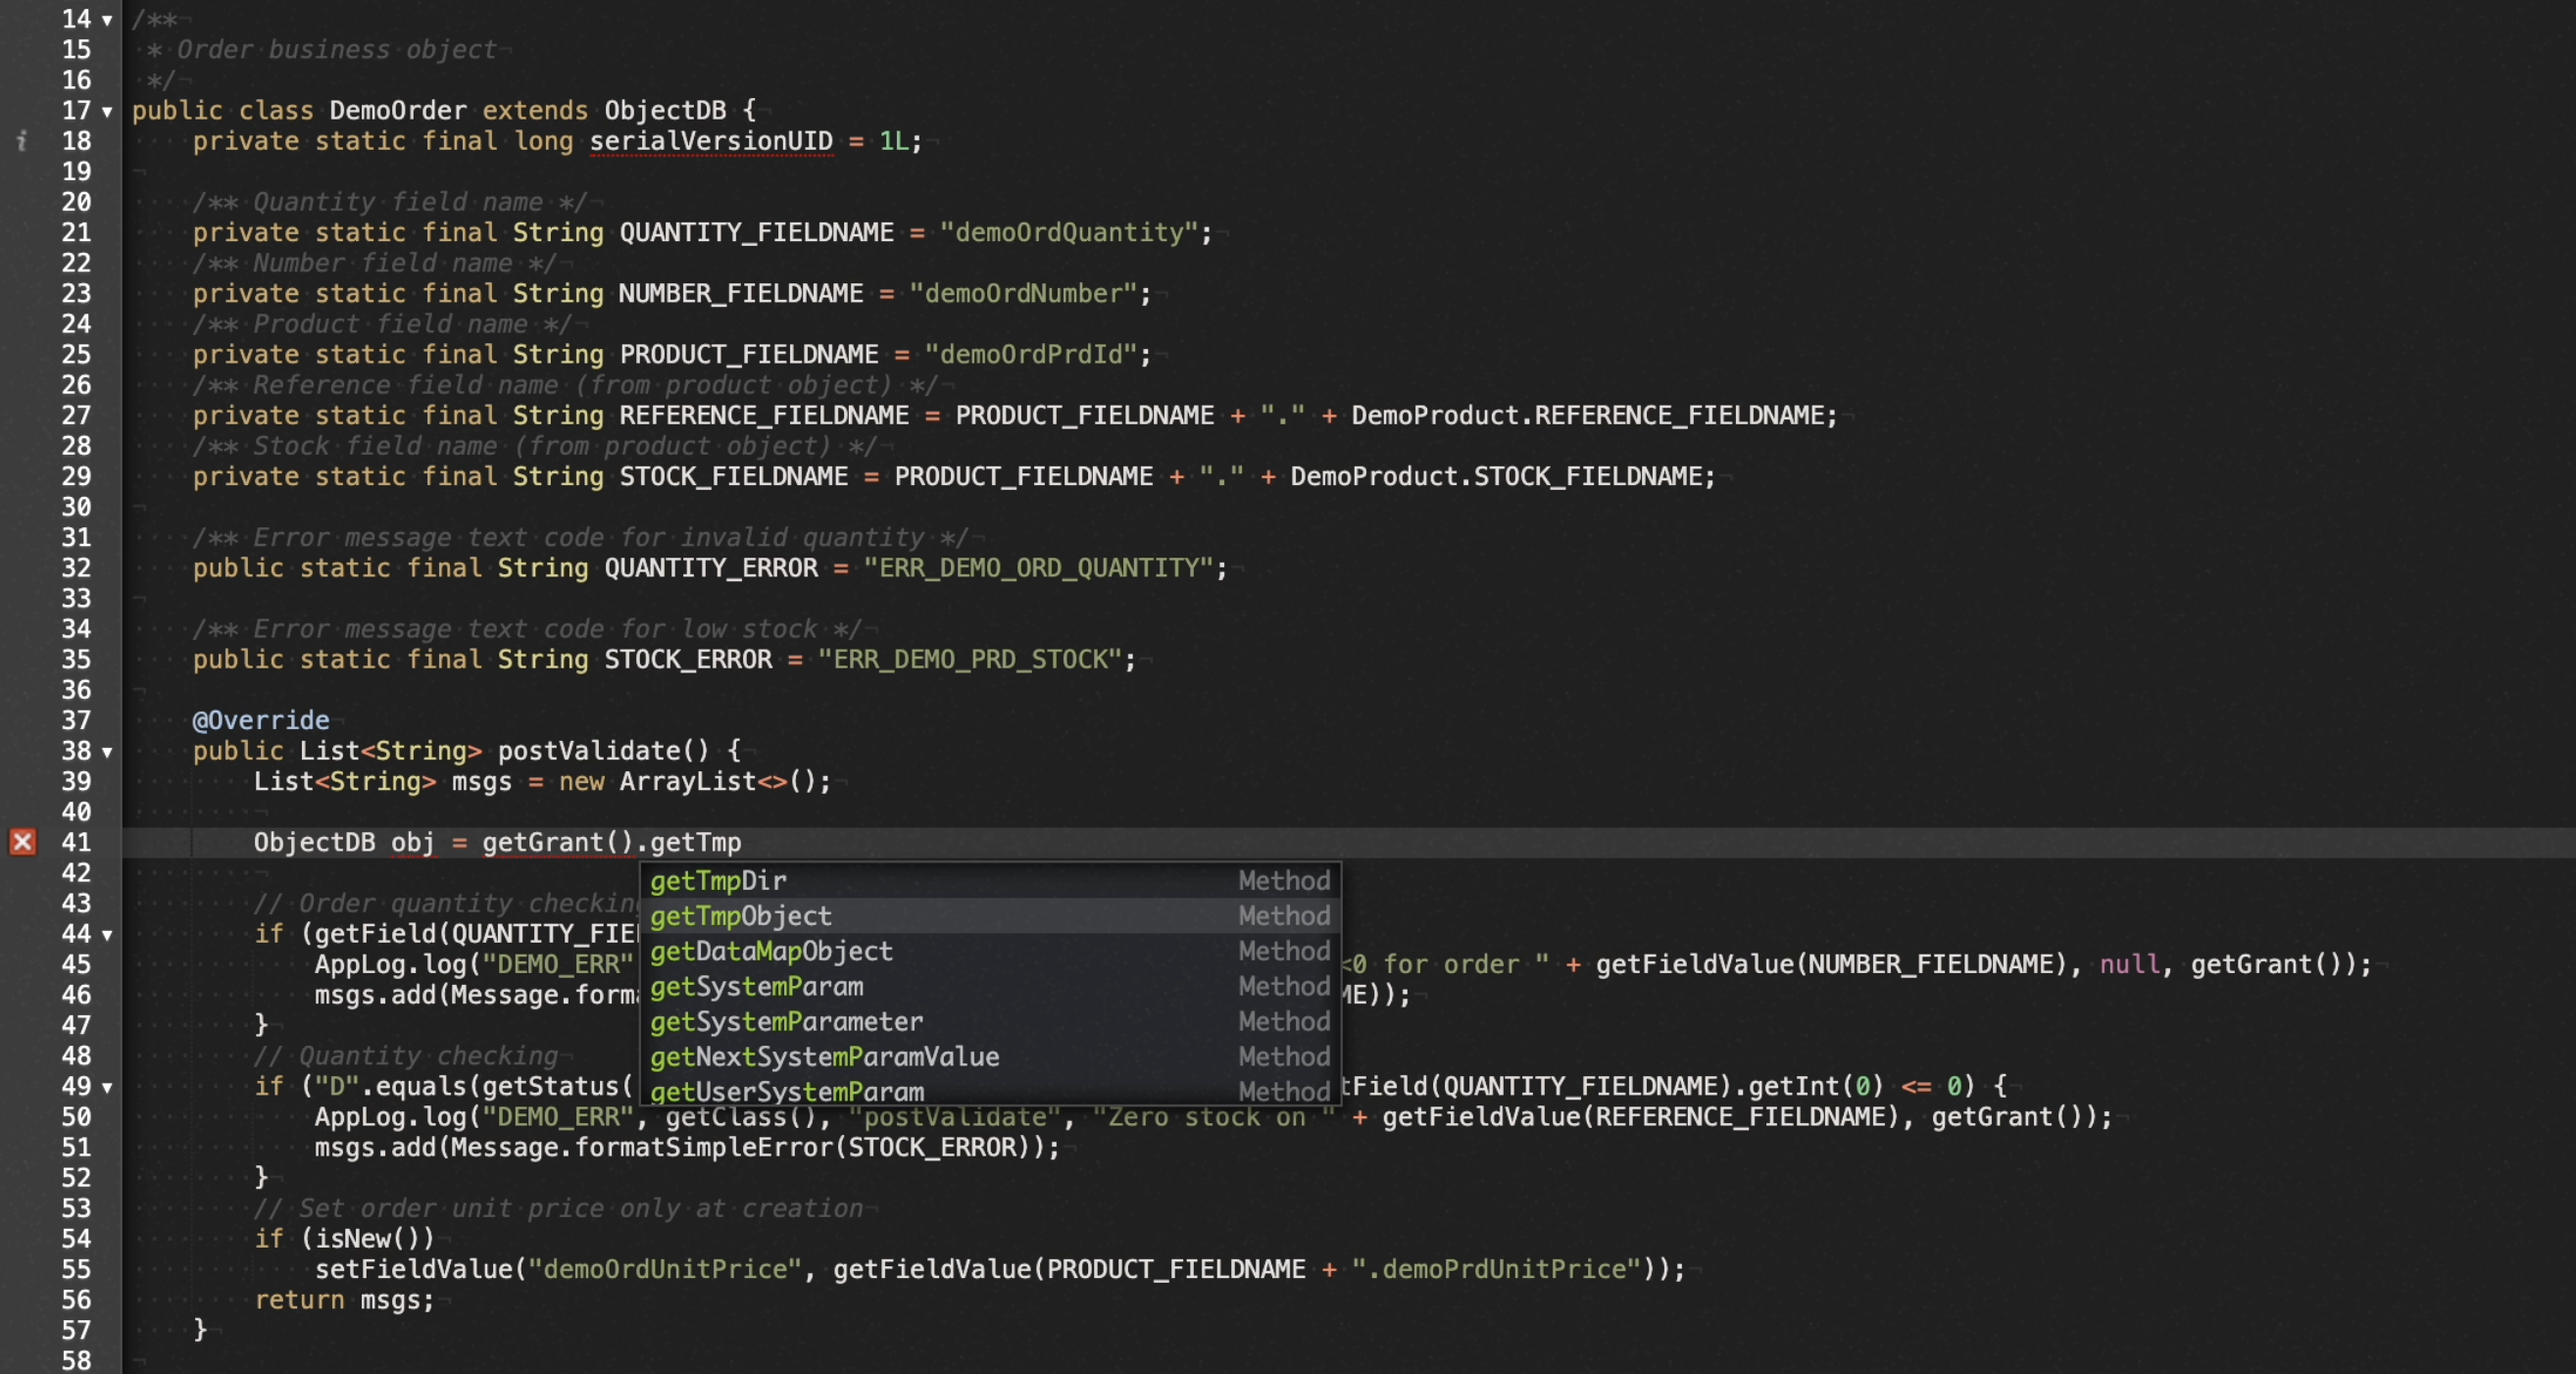 14 /**
15 * Order business object
16 */
17 public class DemoOrder extends ObjectDB {
18 private static final long serialVersionUID = 1L;
19
20 /** Quantity field name */
21 private static final String QUANTITY_FIELDNAME = "demoOrdQuantity";
22 /** Number field name */
23 private static final String NUMBER_FIELDNAME = "demoOrdNumber";
24 /** Product field name */
25 private static final String PRODUCT_FIELDNAME = "demoOrdPrdId";
26 /** Reference field name (from product object) */
27 private static final String REFERENCE_FIELDNAME = PRODUCT_FIELDNAME + "." + DemoProduct.REFERENCE_FIELDNAME;
28 /** Stock field name (from product object) */
29 private static final String STOCK_FIELDNAME = PRODUCT_FIELDNAME + "." + DemoProduct.STOCK_FIELDNAME;
30
31 /** Error message text code for invalid quantity */
32 public static final String QUANTITY_ERROR = "ERR_DEMO_ORD_QUANTITY";
33
34 /** Error message text code for low stock */
35 public static final String STOCK_ERROR = "ERR_DEMO_PRD_STOCK";
36
37 @Override
38 public List<String> postValidate() {
39 List<String> msgs = new ArrayList<>();
40
41 ObjectDB obj = getGrant().getTmp
getTmpDir Method
getTmpObject Method
getDataMapObject Method
getSystemParam Method
getSystemParameter Method
getNextSystemParamValue Method
getUserSystemParam Method
42
43 // Order quantity checkin
44 if (getField(QUANTITY_FIE
45 AppLog.log("DEMO_ERR" <0 for order " + getFieldValue(NUMBER_FIELDNAME), null, getGrant());
46 msgs.add(Message.forma ME));
47 }
48 // Quantity checking
49 if ("D".equals(getStatus( tField(QUANTITY_FIELDNAME).getInt(0) <= 0) {
50 AppLog.log("DEMO_ERR", getClass(), "postValidate", "Zero stock on " + getFieldValue(REFERENCE_FIELDNAME), getGrant());
51 msgs.add(Message.formatSimpleError(STOCK_ERROR));
52 }
53 // Set order unit price only at creation
54 if (isNew())
55 setFieldValue("demoOrdUnitPrice", getFieldValue(PRODUCT_FIELDNAME + ".demoPrdUnitPrice"));
56 return msgs;
57 }
58